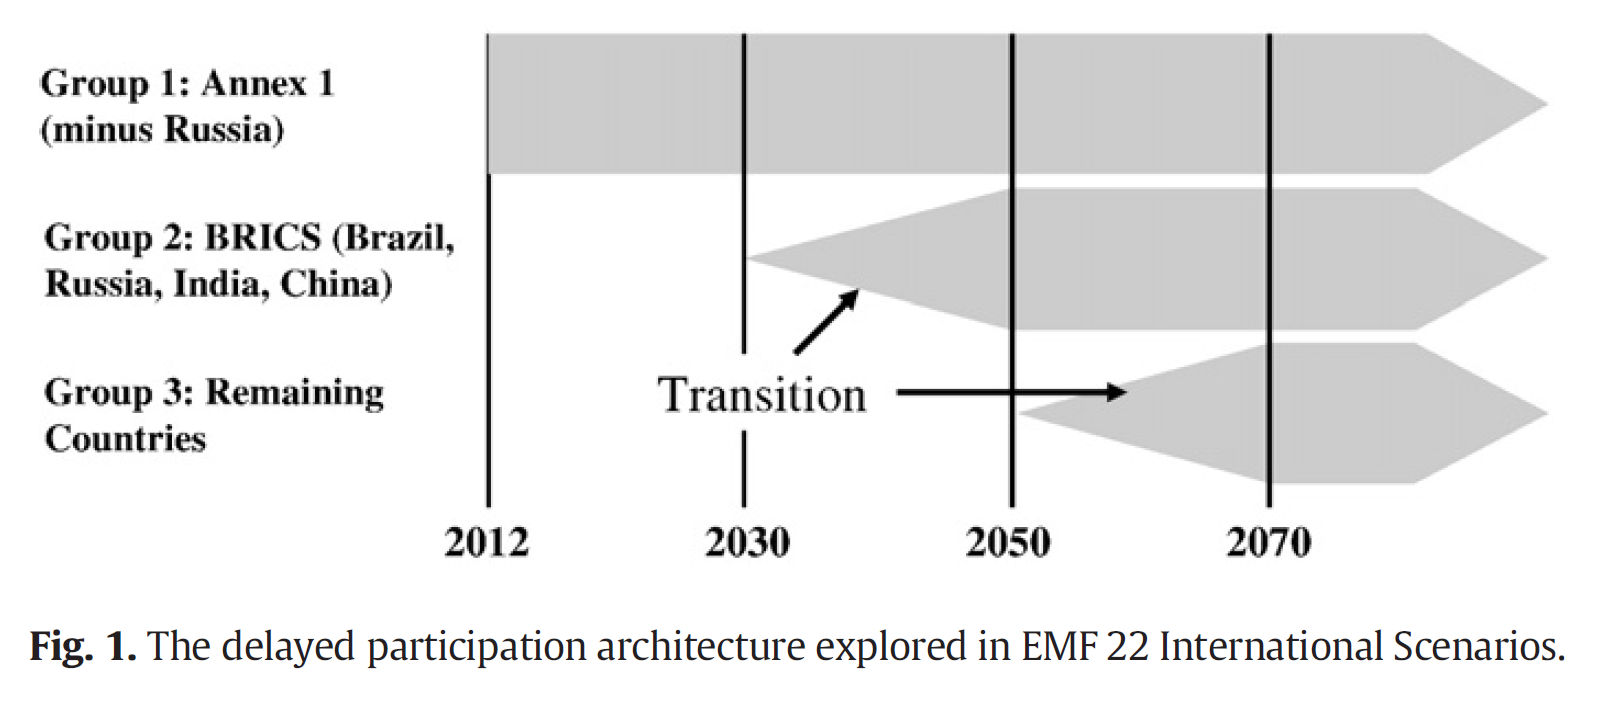 Group 1: Annex 1
(minus Russia)
Group 2: BRICS (Brazil,
Russia, India, China)
Group 3: Remaining
Countries
Transition
2012
2030
2050
2070
Fig. 1. The delayed participation architecture explored in EMF 22 International Scenarios.